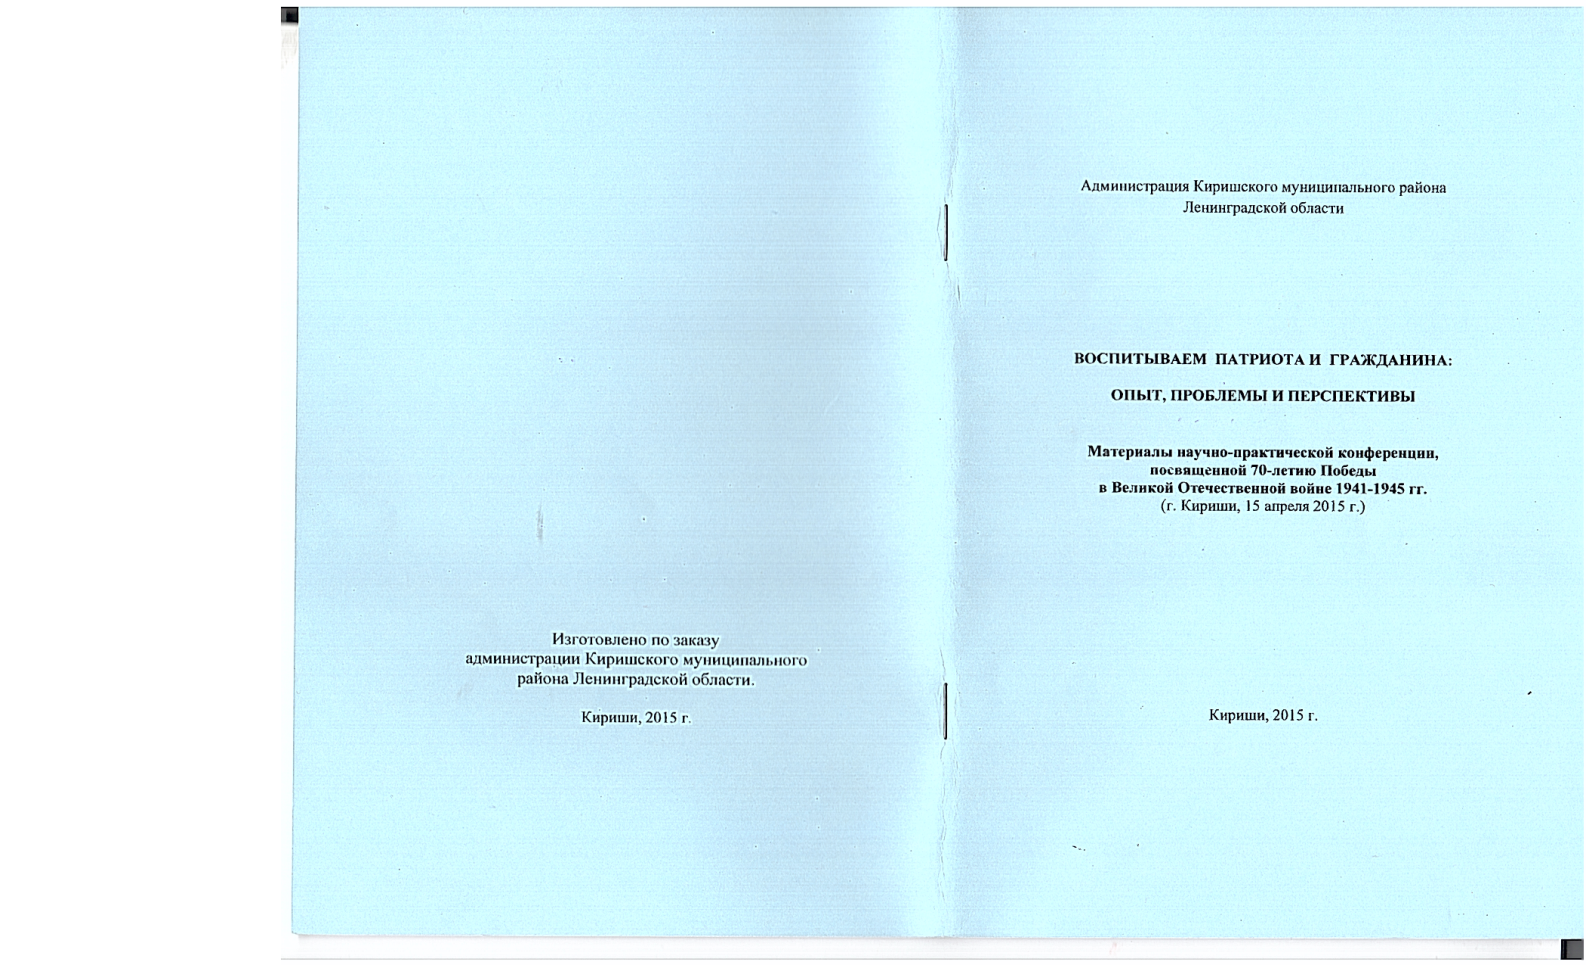 Изготовлено по заказу
администрации Киришского муниципального
района Ленинградской области.
Кириши, 2015 г.
Администрация Киришского муниципального района
Ленинградской области
ВОСПИТЫВАЕМ ПАТРИОТА И ГРАЖДАНИНА:
ОПЫТ, ПРОБЛЕМЫ И ПЕРСПЕКТИВЫ
Материалы научно-практической конференции,
посвященной 70-летию Победы
в Великой Отечественной войне 1941-1945 гг.
(г. Кириши, 15 апреля 2015 г.)
Кириши, 2015 г.